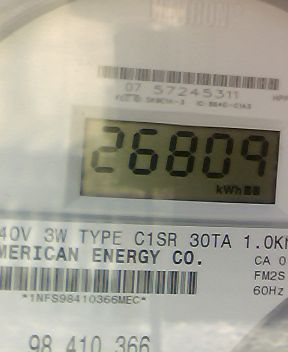 07 57245311
26809
kWh
40V 3W TYPE C1SR 30TA 1.0K
MERICAN ENERGY CO.
CA 0
FM2S
60Hz
*1NFS98410366MEC*
98 410 366